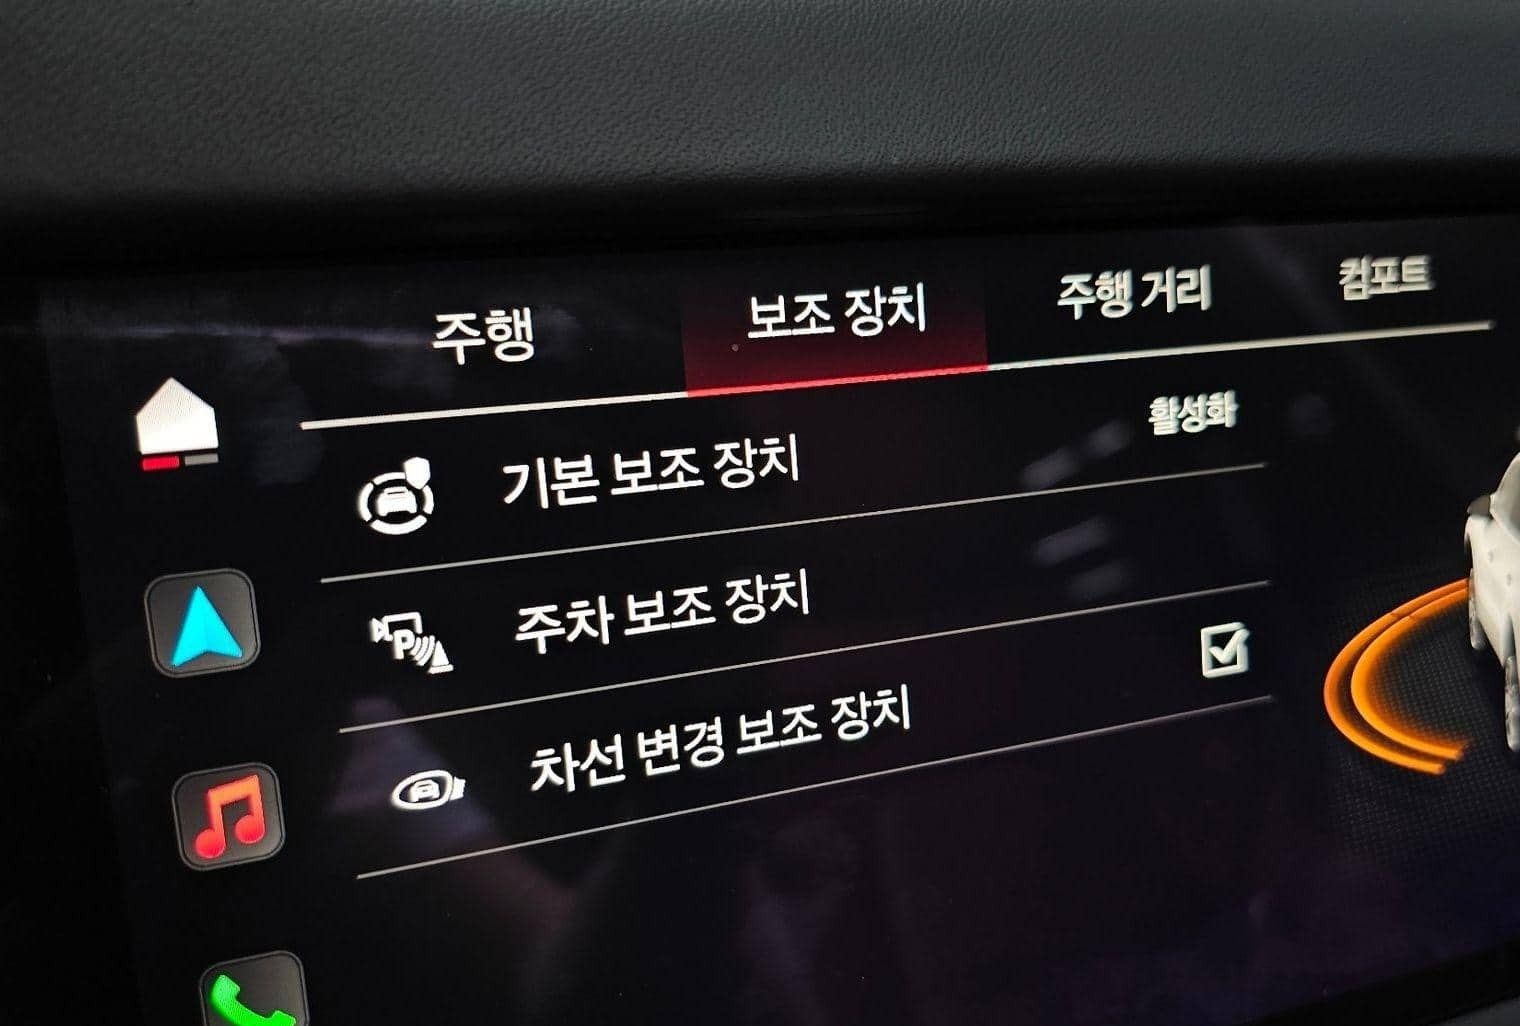 주행
보조 장치
주행 거리
컴포트
기본 보조 장치
활성화
주차 보조 장치
P
차선 변경 보조 장치